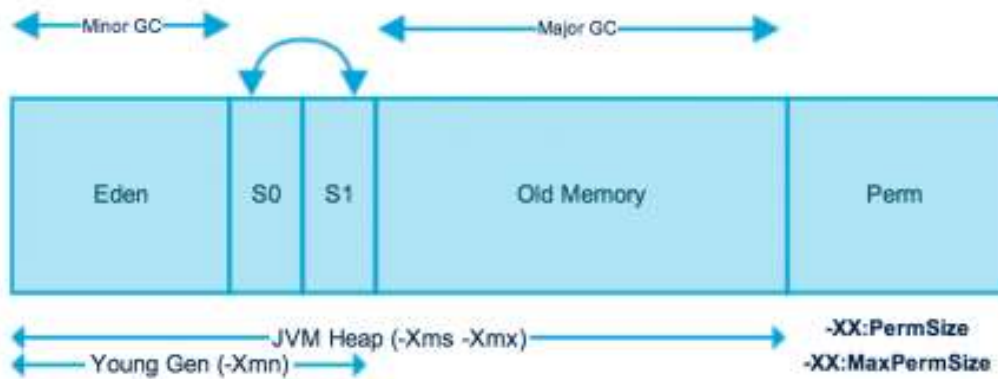 Minor GC
Major GC
Eden
S0
S1
Old Memory
Perm
JVM Heap (-Xms -Xmx)
-XX:PermSize
Young Gen (-Xmn)
-XX:MaxPermSize